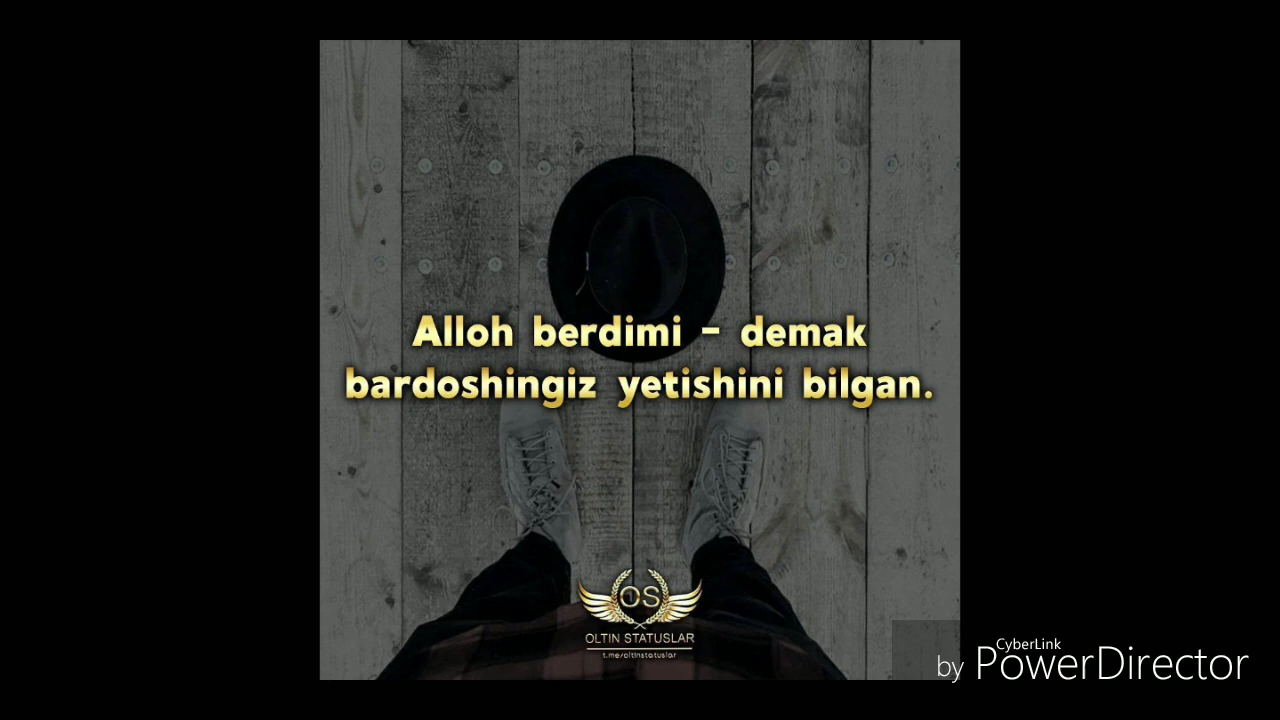 Alloh berdimi - demak
bardoshingiz yetishini bilgan.
OS
OLTIN STATUSLAR
t.me/oltinstatuslar
CyberLink
by PowerDirector